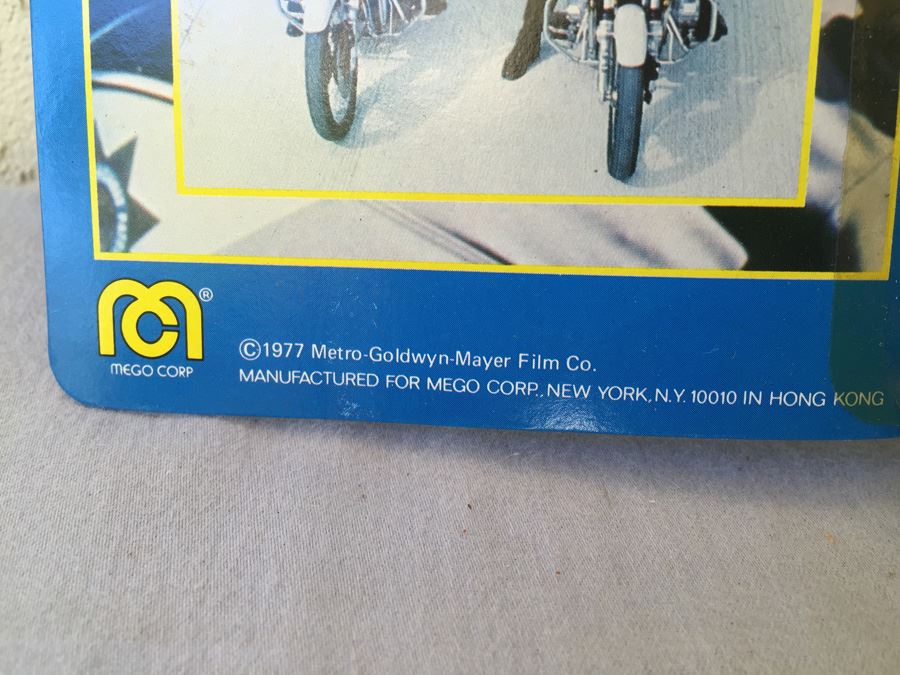 ®
MEGO CORP
©1977 Metro-Goldwyn-Mayer Film Co.
MANUFACTURED FOR MEGO CORP., NEW YORK, N.Y. 10010 IN HONG KONG